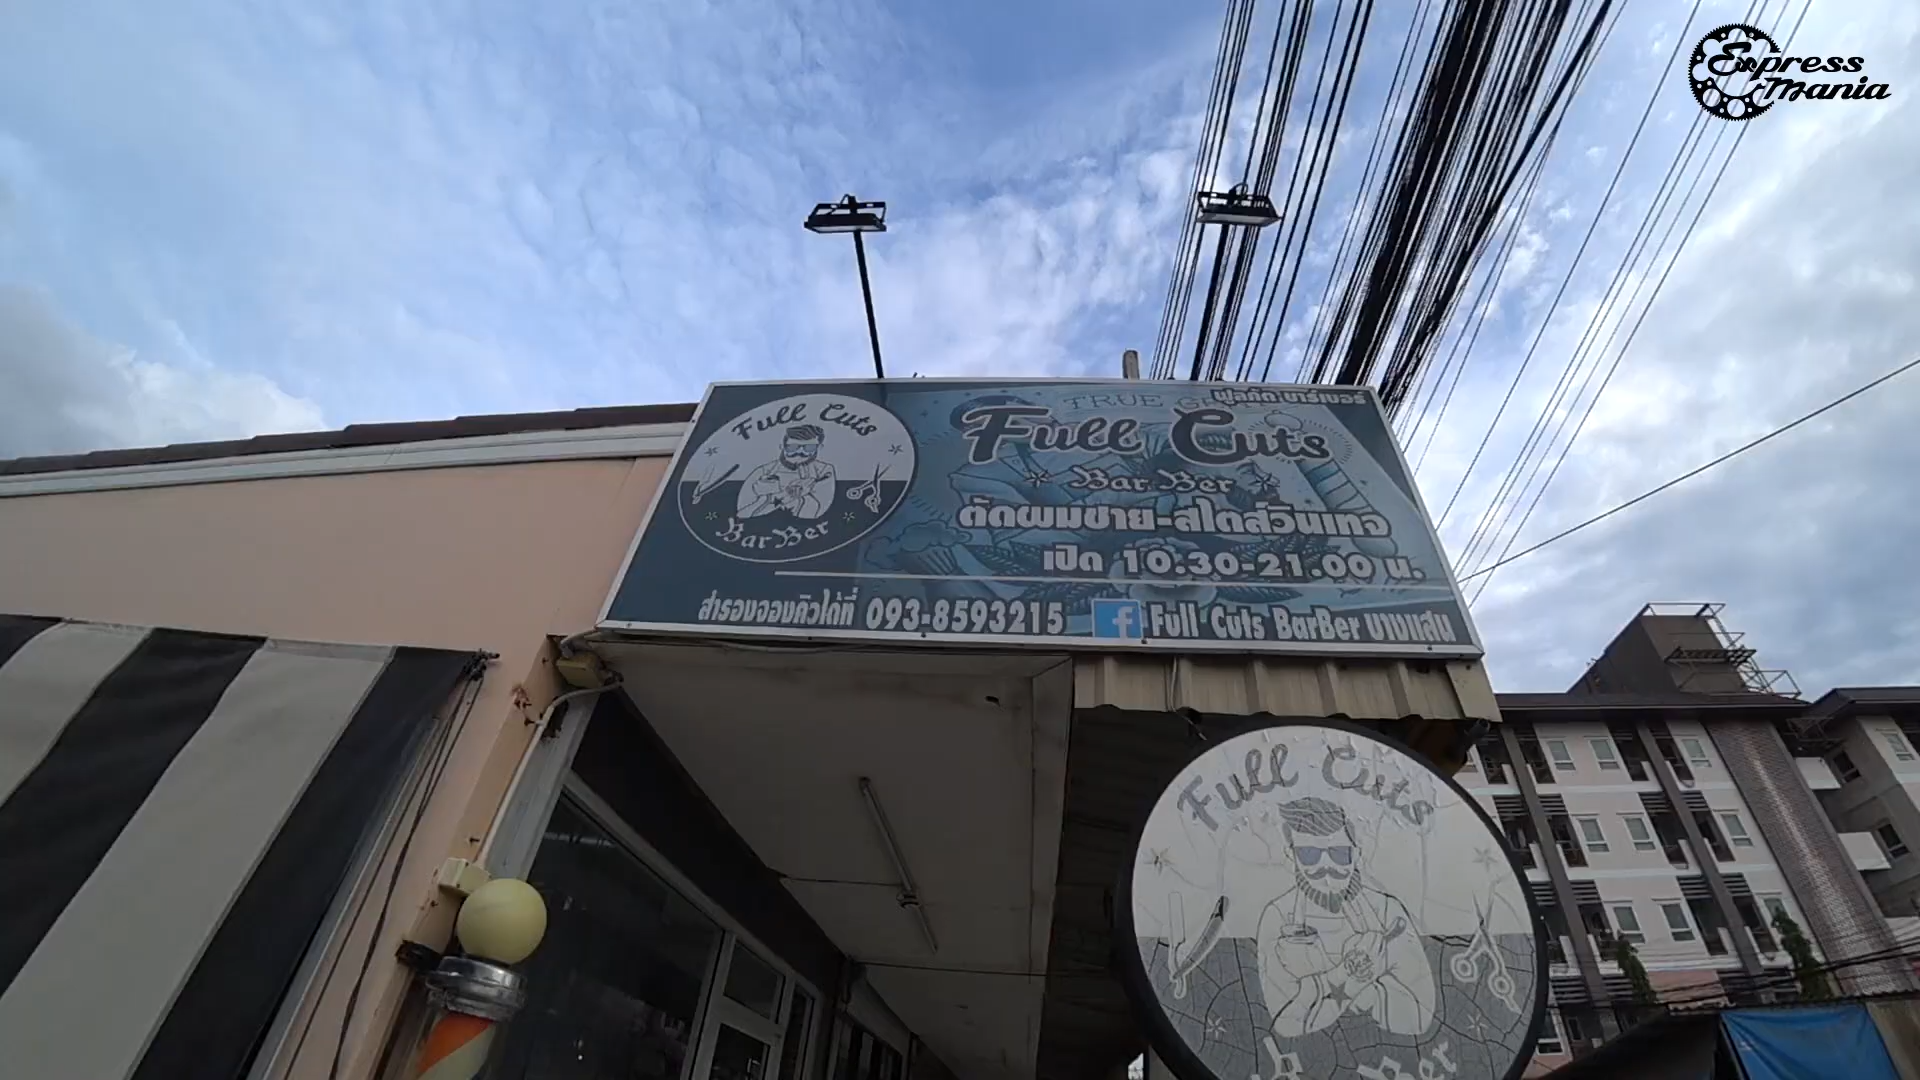 Express
Mania
ฟูลคัท บาร์เบอร์
Full Cuts
BarBer
TRUE
Full Cuts
BarBer
ตัดผมชาย-สไตส์วินเทจ
เปิด 10.30-21.00 น.
สำรองจองคิวได้ที่ 093-8593215 f Full Cuts BarBer บางแสน
Full Cuts